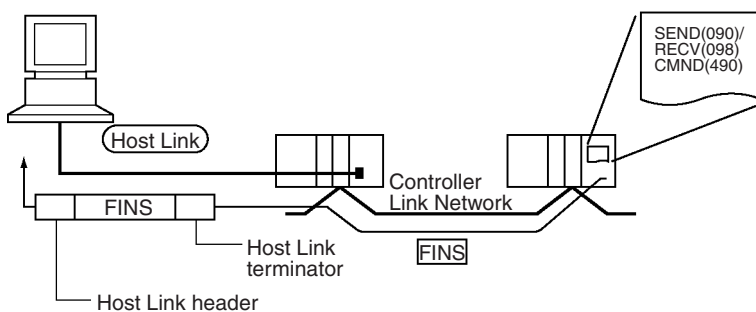 SEND(090)/
RECV(098)
CMND(490)
Host Link
Controller
Link Network
FINS
FINS
Host Link
terminator
Host Link header